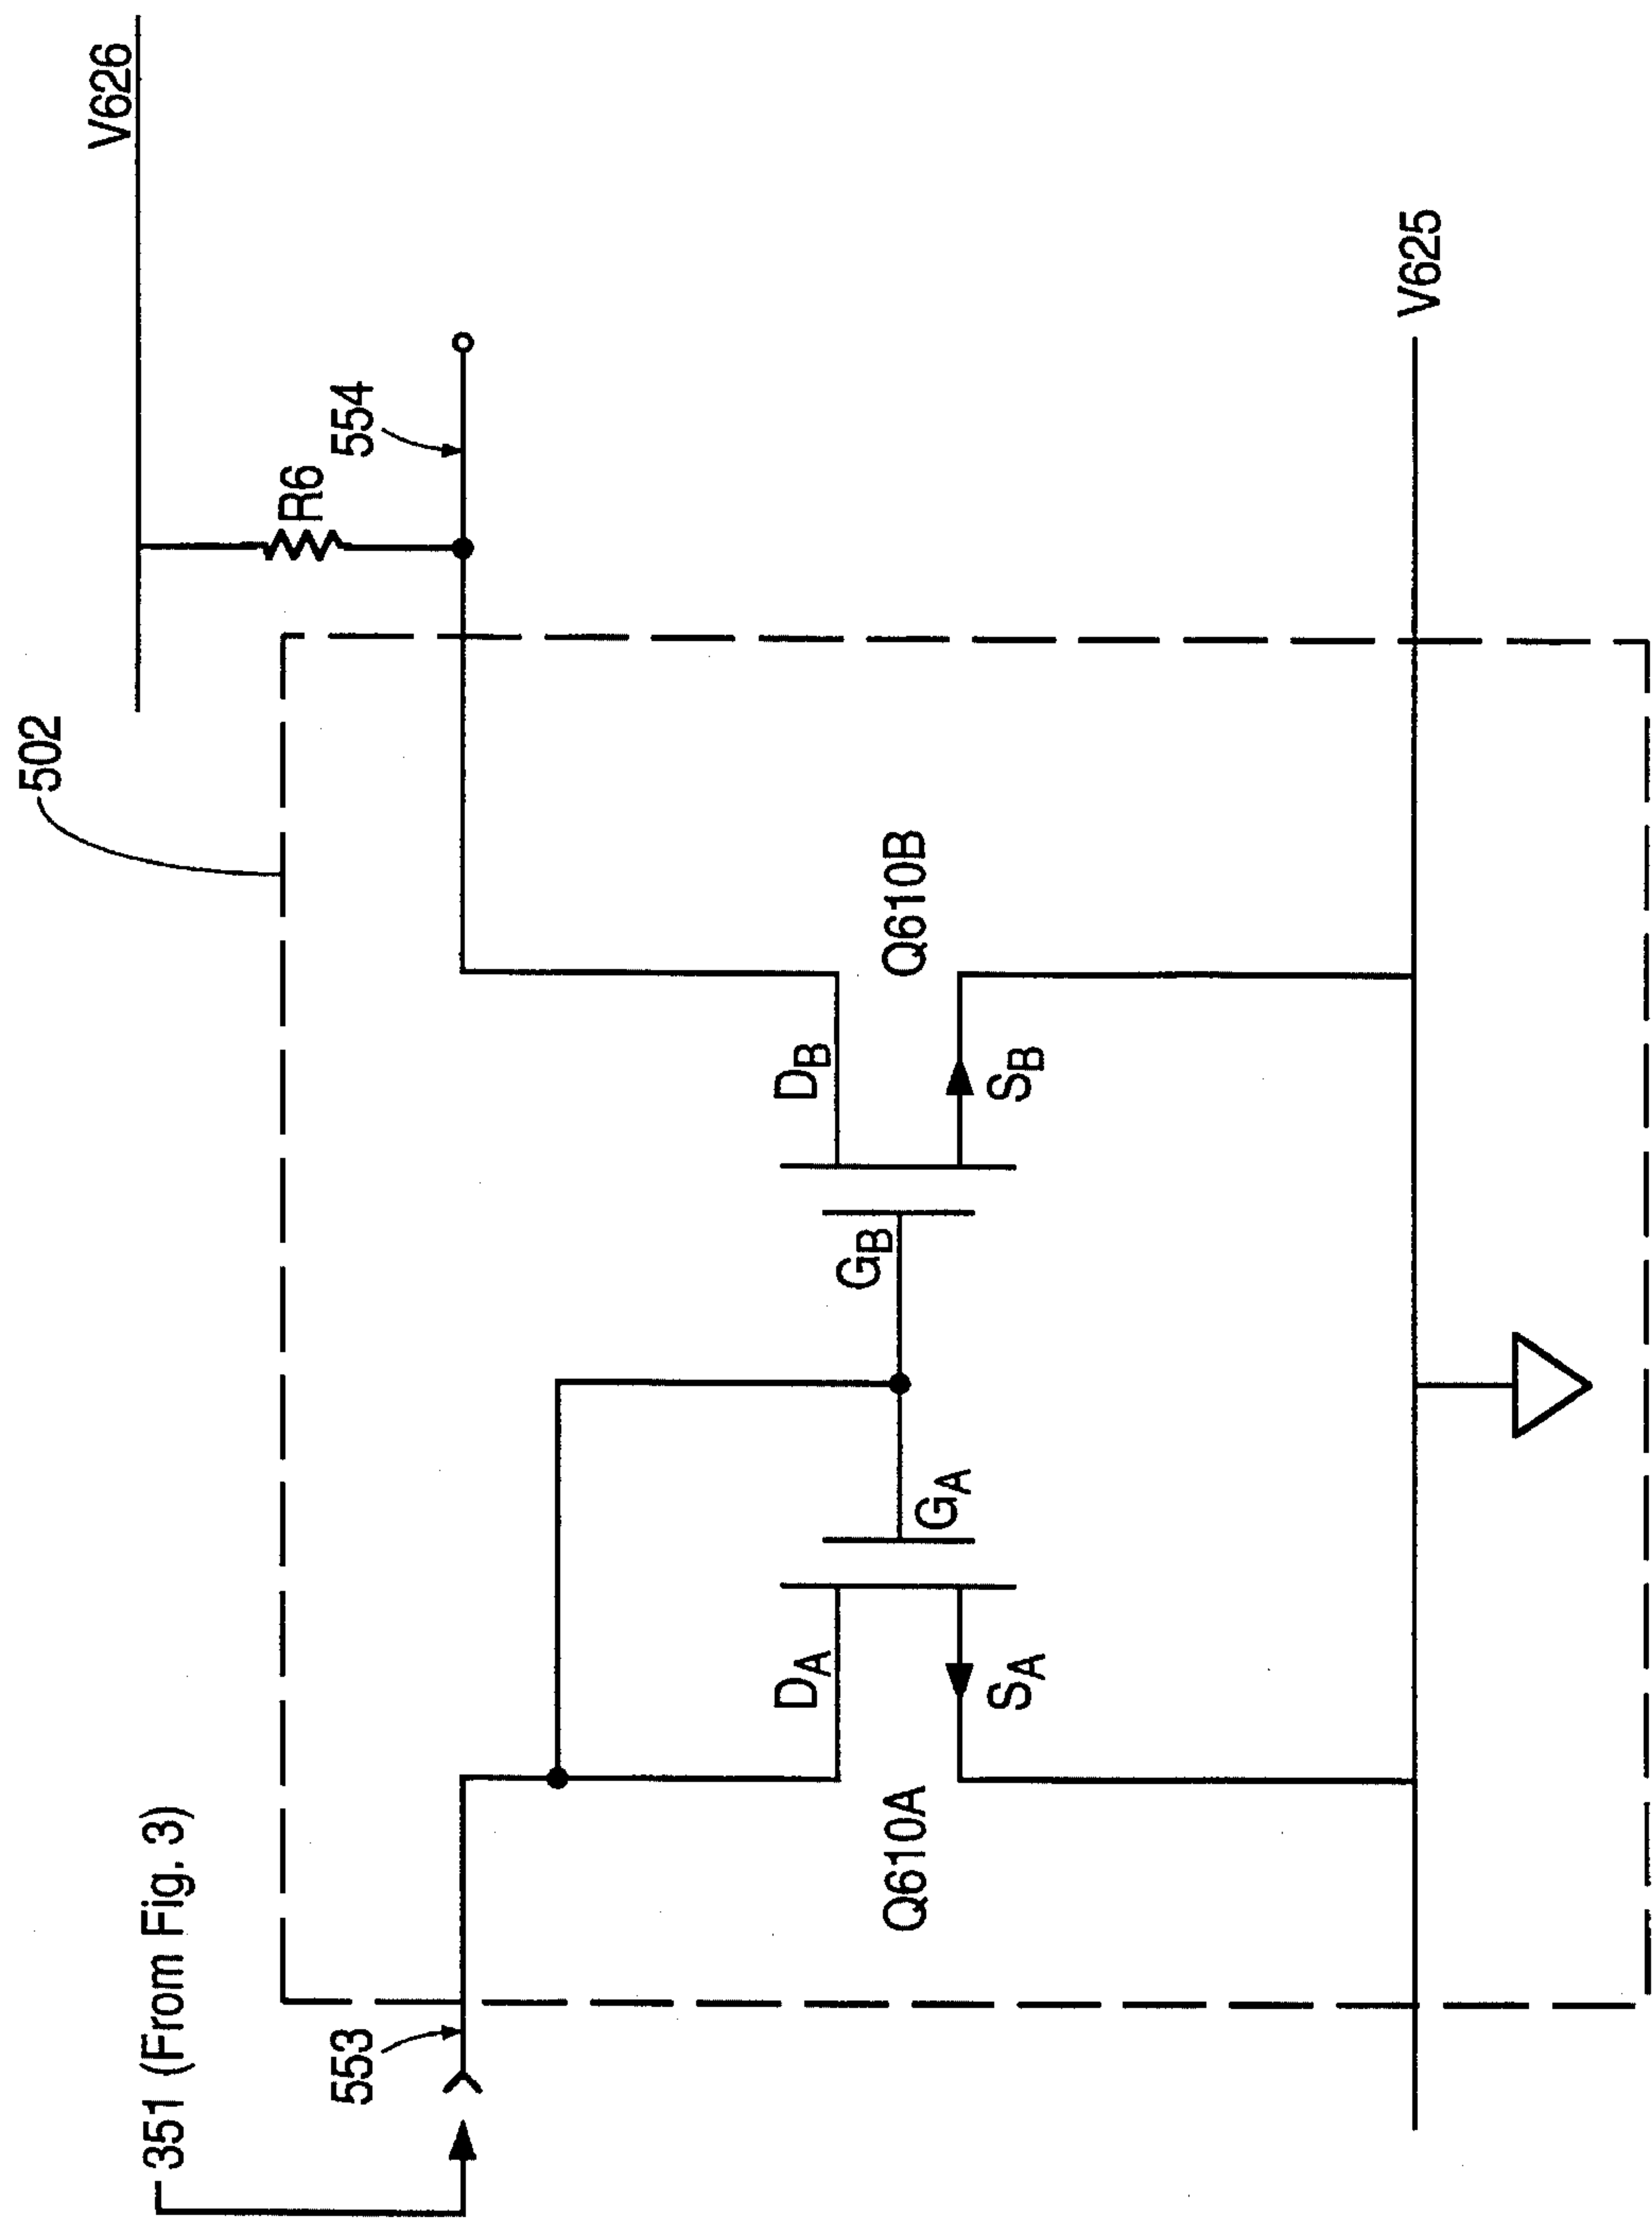 502
V626
351 (From Fig. 3)
553
R6
554
D_A
D_B
G_B
Q610A
G_A
Q610B
S_A
S_B
V625